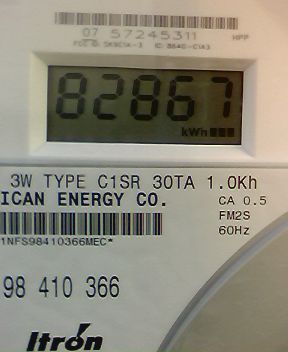 07 57245311 HPP
82867
kWh
3W TYPE C1SR 30TA 1.0Kh
ICAN ENERGY CO. CA 0.5
FM2S
60Hz
1NFS98410366MEC*
98 410 366
Itron